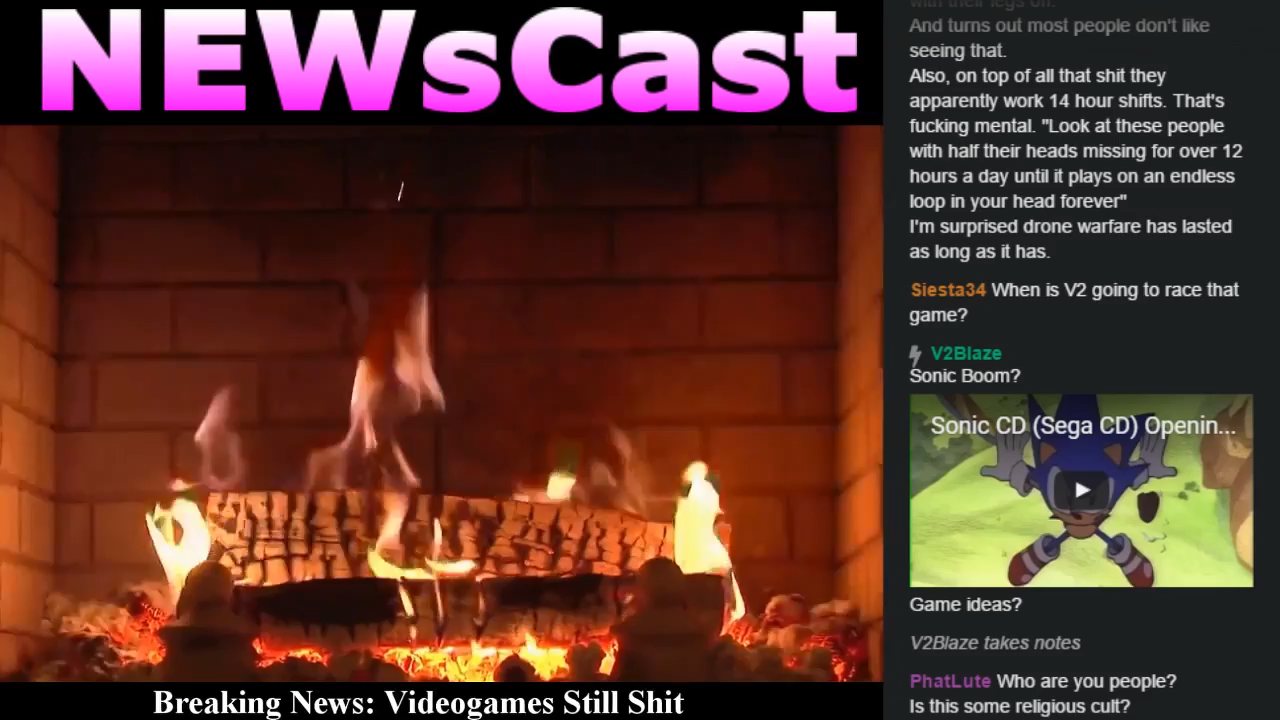 NEWsCast
with their legs off.
And turns out most people don't like
seeing that.
Also, on top of all that shit they
apparently work 14 hour shifts. That's
fucking mental. "Look at these people
with half their heads missing for over 12
hours a day until it plays on an endless
loop in your head forever"
I'm surprised drone warfare has lasted
as long as it has.
Siesta34 When is V2 going to race that
game?
V2Blaze
Sonic Boom?
Sonic CD (Sega CD) Openin...
Game ideas?
V2Blaze takes notes
PhatLute Who are you people?
Is this some religious cult?
Breaking News: Videogames Still Shit